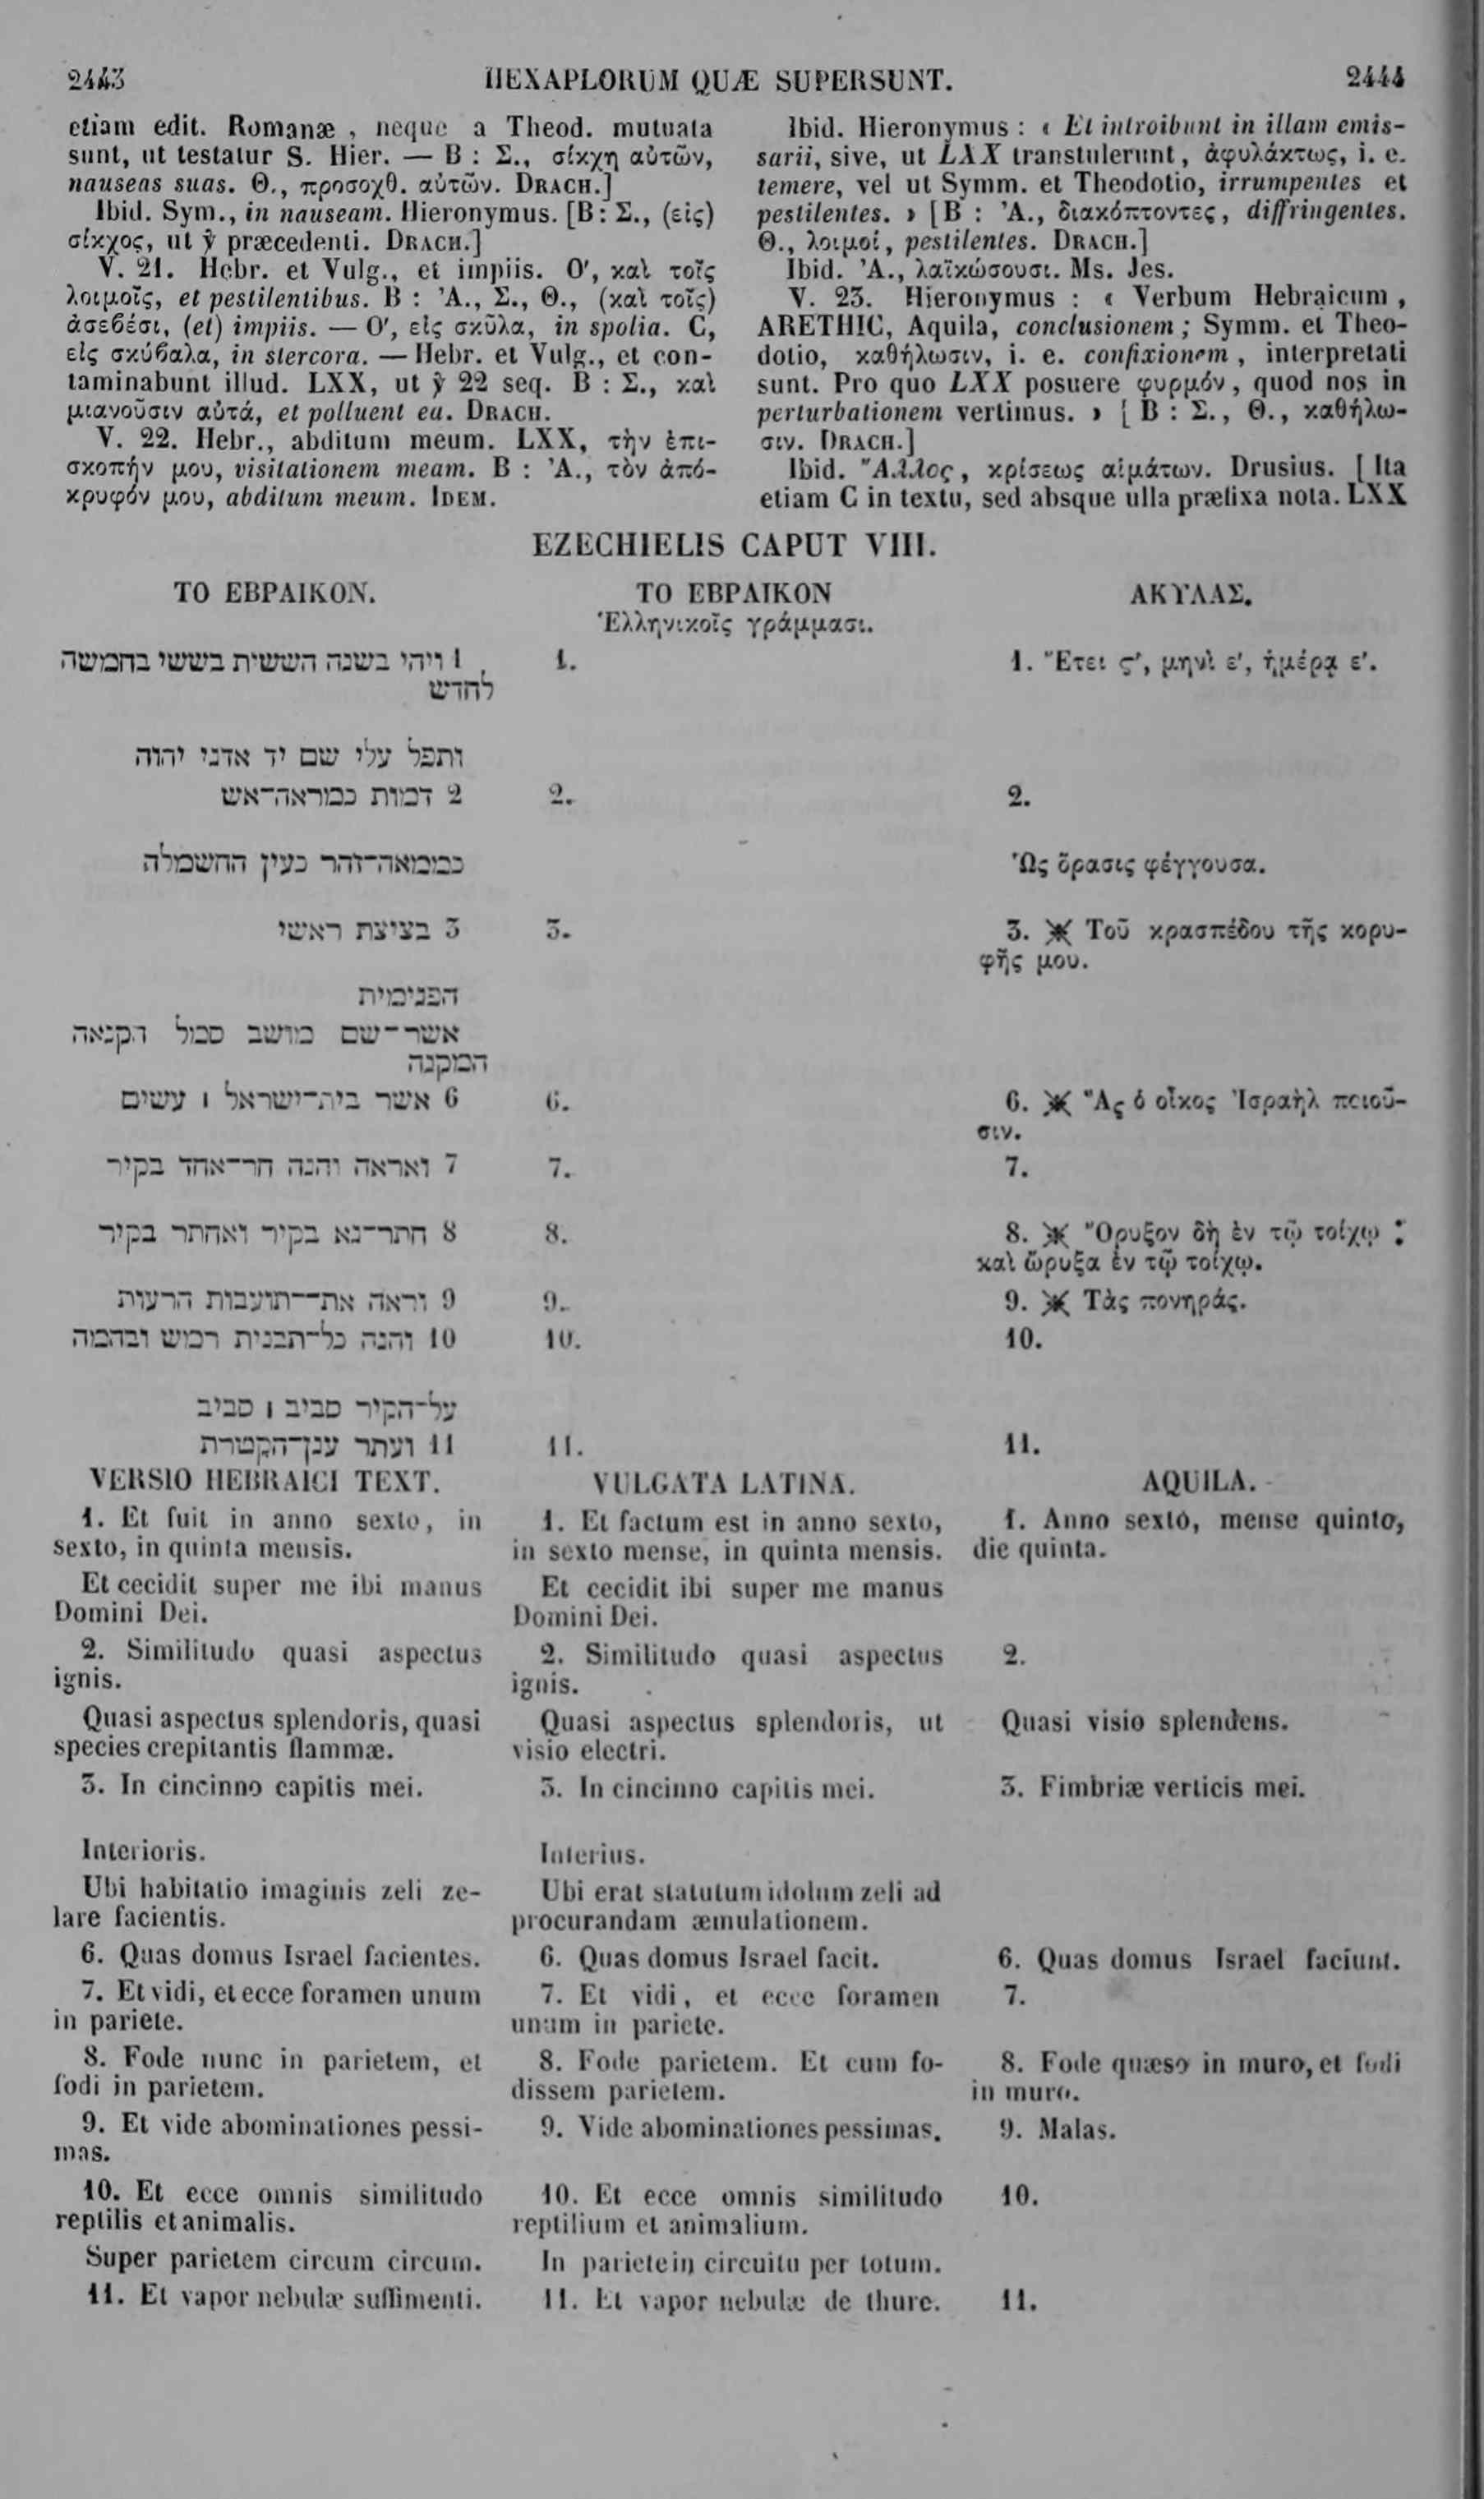 2443
HEXAPLORUM QUÆ SUPERSUNT.
2444
etiam edit. Romanæ, neque a Theod. mutuata
sunt, ut testatur S. Hier. — B : Σ., σίκχη αὐτῶν,
nauseas suas. Θ., προσοχθ. αὐτῶν. DRACH.]
Ibid. Sym., in nauseam. Hieronymus. [B : Σ., (εἰς)
σίκχος, ut ℣ præcedenti. DRACH.]
V. 21. Hebr. et Vulg., et impiis. Ο', καὶ τοῖς
λοιμοῖς, et pestilentibus. B : Ἀ., Σ., Θ., (καὶ τοῖς)
ἀσεβέσι, (et) impiis. — Ο', εἰς σκῦλα, in spolia. C,
εἰς σκύβαλα, in stercora. — Hebr. et Vulg., et con-
taminabunt illud. LXX, ut ℣ 22 seq. B : Σ., καὶ
μιανοῦσιν αὐτά, et polluent ea. DRACH.
V. 22. Hebr., abditum meum. LXX, τὴν ἐπι-
σκοπήν μου, visitationem meam. B : Ἀ., τὸν ἀπό-
κρυφόν μου, abditum meum. IDEM.
Ibid. Hieronymus : « Et introibunt in illam emis-
sarii, sive, ut LXX transtulerunt, ἀφυλάκτως, i. e.
temere, vel ut Symm. et Theodotio, irrumpentes et
pestilentes. » [B : Ἀ., διακόπτοντες, diffringentes.
Θ., λοιμοί, pestilentes. DRACH.]
Ibid. Ἀ., λαϊκώσουσι. Ms. Jes.
V. 23. Hieronymus : « Verbum Hebraicum,
ARETHIC, Aquila, conclusionem ; Symm. et Theo-
dotio, καθήλωσιν, i. e. confixionem, interpretati
sunt. Pro quo LXX posuere φυρμόν, quod nos in
perturbationem vertimus. » [B : Σ., Θ., καθήλω-
σιν. DRACH.]
Ibid. Ἄλλος, κρίσεως αἱμάτων. Drusius. [Ita
etiam C in textu, sed absque ulla præfixa nota. LXX
EZECHIELIS CAPUT VIII.
ΤΟ ΕΒΡΑΙΚΟΝ.
1 ויהי בשנה הששית בששי בחמשה
לחדש
ותפל עלי שם יד אדני יהוה
2 דמות כמראה־אש
כממאה־זהר כעין החשמלה
3 בציצת ראשי
הפנימית
אשר־שם מושב סמל הקנאה
המקנה
6 אשר בית־ישראל ׀ עשים
7 ואראה והנה חר־אחד בקיר
8 חתר־נא בקיר ואחתר בקיר
9 וראה את־־תועבות הרעות
10 והנה כל־תבנית רמש ובהמה
על־הקיר סביב ׀ סביב
11 ועתר ענן־הקטרת
ΤΟ ΕΒΡΑΙΚΟΝ
Ἑλληνικοῖς γράμμασι.
1.
2.
3.
6.
7.
8.
9.
10.
11.
ΑΚΥΛΑΣ.
1. Ἔτει ς', μηνὶ ε', ἡμέρᾳ ε'.
2.
Ὡς ὅρασις φέγγουσα.
3. ※ Τοῦ κρασπέδου τῆς κορυ-
φῆς μου.
6. ※ Ἃς ὁ οἶκος Ἰσραὴλ ποιοῦ-
σιν.
7.
8. ※ Ὄρυξον δὴ ἐν τῷ τοίχῳ :
καὶ ὤρυξα ἐν τῷ τοίχῳ.
9. ※ Τὰς πονηράς.
10.
11.
VERSIO HEBRAICI TEXT.
1. Et fuit in anno sexto, in
sexto, in quinta mensis.
Et cecidit super me ibi manus
Domini Dei.
2. Similitudo quasi aspectus
ignis.
Quasi aspectus splendoris, quasi
species crepitantis flammæ.
3. In cincinno capitis mei.
Interioris.
Ubi habitatio imaginis zeli ze-
lare facientis.
6. Quas domus Israel facientes.
7. Et vidi, et ecce foramen unum
in pariete.
8. Fode nunc in parietem, et
fodi in parietem.
9. Et vide abominationes pessi-
mas.
10. Et ecce omnis similitudo
reptilis et animalis.
Super parietem circum circum.
11. Et vapor nebulæ suffimenti.
VULGATA LATINA.
1. Et factum est in anno sexto,
in sexto mense, in quinta mensis.
Et cecidit ibi super me manus
Domini Dei.
2. Similitudo quasi aspectus
ignis.
Quasi aspectus splendoris, ut
visio electri.
3. In cincinno capitis mei.
Interius.
Ubi erat statutum idolum zeli ad
procurandam æmulationem.
6. Quas domus Israel facit.
7. Et vidi, et ecce foramen
unum in pariete.
8. Fode parietem. Et cum fo-
dissem parietem.
9. Vide abominationes pessimas.
10. Et ecce omnis similitudo
reptilium et animalium.
In pariete in circuitu per totum.
11. Et vapor nebulæ de thure.
AQUILA.
1. Anno sexto, mense quinto,
die quinta.
2.
Quasi visio splendens.
3. Fimbriæ verticis mei.
6. Quas domus Israel faciunt.
7.
8. Fode quæso in muro, et fodi
in muro.
9. Malas.
10.
11.